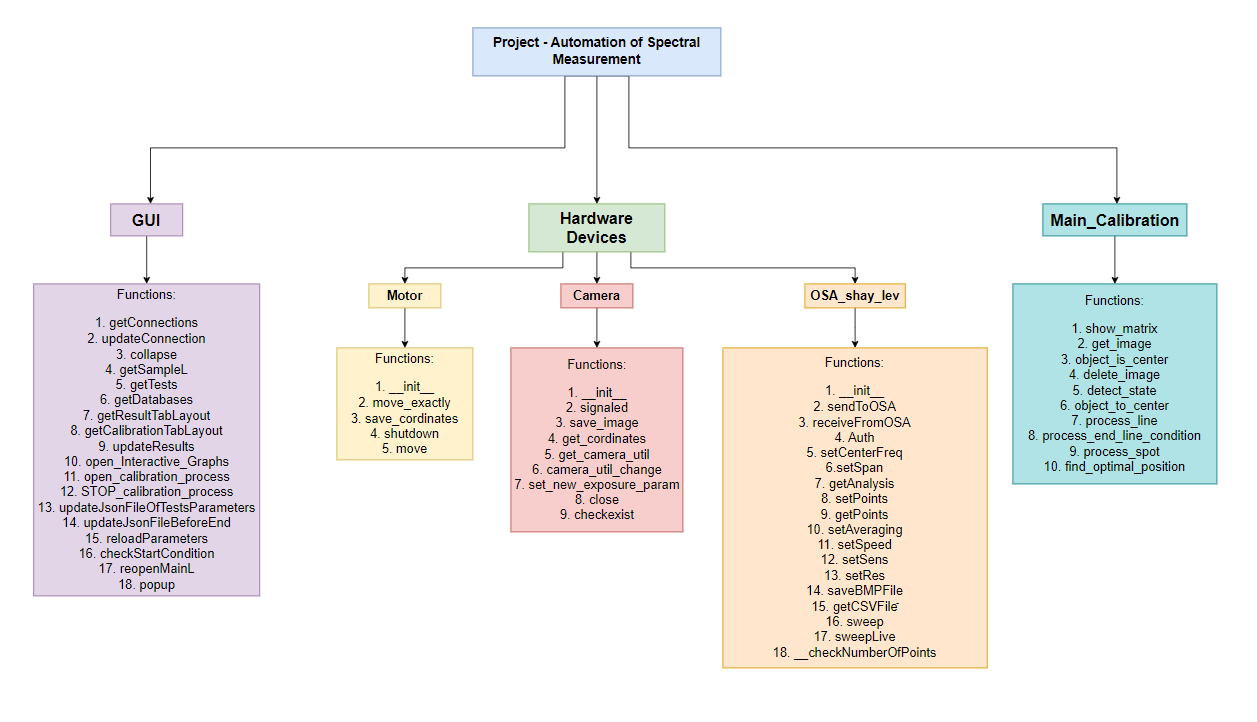 Project - Automation of Spectral
Measurement
GUI
Hardware
Devices
Main_Calibration
Motor
Camera
OSA_shay_lev
Functions:
1. getConnections
2. updateConnection
3. collapse
4. getSampleL
5. getTests
6. getDatabases
7. getResultTabLayout
8. getCalibrationTabLayout
9. updateResults
10. open_Interactive_Graphs
11. open_calibration_process
12. STOP_calibration_process
13. updateJsonFileOfTestsParameters
14. updateJsonFileBeforeEnd
15. reloadParameters
16. checkStartCondition
17. reopenMainL
18. popup
Functions:
1. __init__
2. move_exactly
3. save_cordinates
4. shutdown
5. move
Functions:
1. __init__
2. signaled
3. save_image
4. get_cordinates
5. get_camera_util
6. camera_util_change
7. set_new_exposure_param
8. close
9. checkexist
Functions:
1. __init__
2. sendToOSA
3. receiveFromOSA
4. Auth
5. setCenterFreq
6.setSpan
7. getAnalysis
8. setPoints
9. getPoints
10. setAveraging
11. setSpeed
12. setSens
13. setRes
14. saveBMPFile
15. getCSVFile
16. sweep
17. sweepLive
18. __checkNumberOfPoints
Functions:
1. show_matrix
2. get_image
3. object_is_center
4. delete_image
5. detect_state
6. object_to_center
7. process_line
8. process_end_line_condition
9. process_spot
10. find_optimal_position